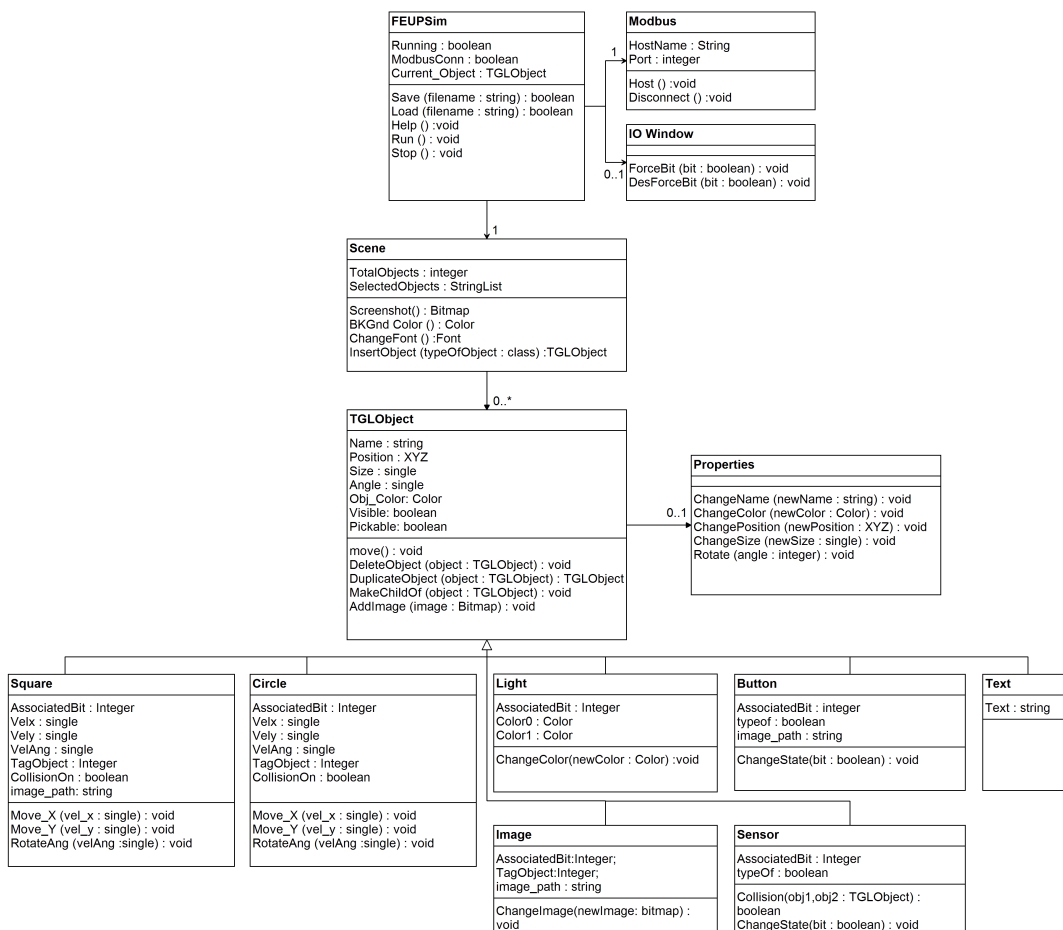 FEUPSim
Running : boolean
ModbusConn : boolean
Current_Object : TGLObject
Save (filename : string) : boolean
Load (filename : string) : boolean
Help () :void
Run () : void
Stop () : void
1
Modbus
HostName : String
Port : integer
Host () :void
Disconnect () :void
0..1
IO Window
ForceBit (bit : boolean) : void
DesForceBit (bit : boolean) : void
1
Scene
TotalObjects : integer
SelectedObjects : StringList
Screenshot() : Bitmap
BKGnd Color () : Color
ChangeFont () :Font
InsertObject (typeOfObject : class) :TGLObject
0..*
TGLObject
Name : string
Position : XYZ
Size : single
Angle : single
Obj_Color: Color
Visible: boolean
Pickable: boolean
move() : void
DeleteObject (object : TGLObject) : void
DuplicateObject (object : TGLObject) : TGLObject
MakeChildOf (object : TGLObject) : void
AddImage (image : Bitmap) : void
0..1
Properties
ChangeName (newName : string) : void
ChangeColor (newColor : Color) : void
ChangePosition (newPosition : XYZ) : void
ChangeSize (newSize : single) : void
Rotate (angle : integer) : void
Square
AssociatedBit : Integer
Velx : single
Vely : single
VelAng : single
TagObject : Integer
CollisionOn : boolean
image_path: string
Move_X (vel_x : single) : void
Move_Y (vel_y : single) : void
RotateAng (velAng :single) : void
Circle
AssociatedBit : Integer
Velx : single
Vely : single
VelAng : single
TagObject : Integer
CollisionOn : boolean
Move_X (vel_x : single) : void
Move_Y (vel_y : single) : void
RotateAng (velAng :single) : void
Light
AssociatedBit : Integer
Color0 : Color
Color1 : Color
ChangeColor(newColor : Color) :void
Button
AssociatedBit : integer
typeof : boolean
image_path : string
ChangeState(bit : boolean) : void
Text
Text : string
Image
AssociatedBit:Integer;
TagObject:Integer;
image_path : string
ChangeImage(newImage: bitmap) :
void
Sensor
AssociatedBit : Integer
typeOf : boolean
Collision(obj1,obj2 : TGLObject) :
boolean
ChangeState(bit : boolean) : void